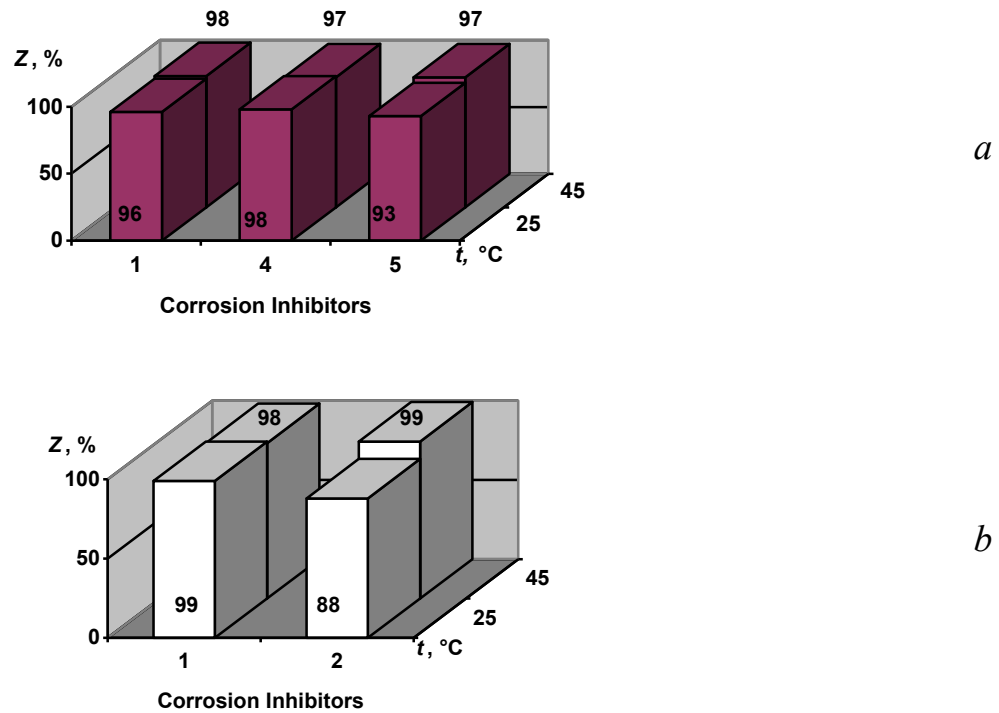 98 97 97
Z, %
100
50
0
96 98 93
45
25
t, °C
1 4 5
Corrosion Inhibitors
a
98 99
Z, %
100
50
0
99 88
45
25
t, °C
1 2
Corrosion Inhibitors
b